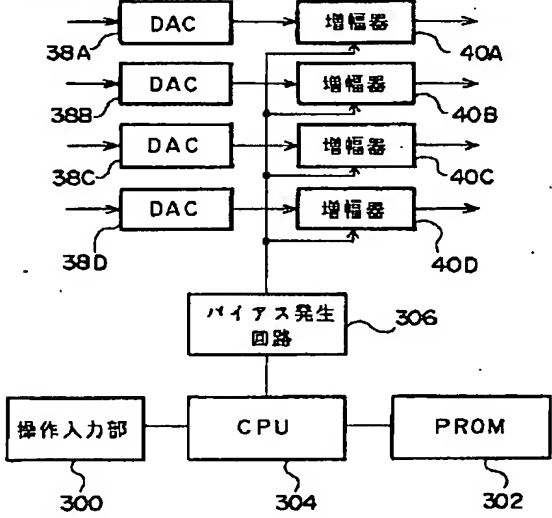 DAC
増幅器
38A
40A
DAC
増幅器
38B
40B
DAC
増幅器
38C
40C
DAC
増幅器
38D
40D
バイアス発生
回路
306
操作入力部
CPU
PROM
300
304
302